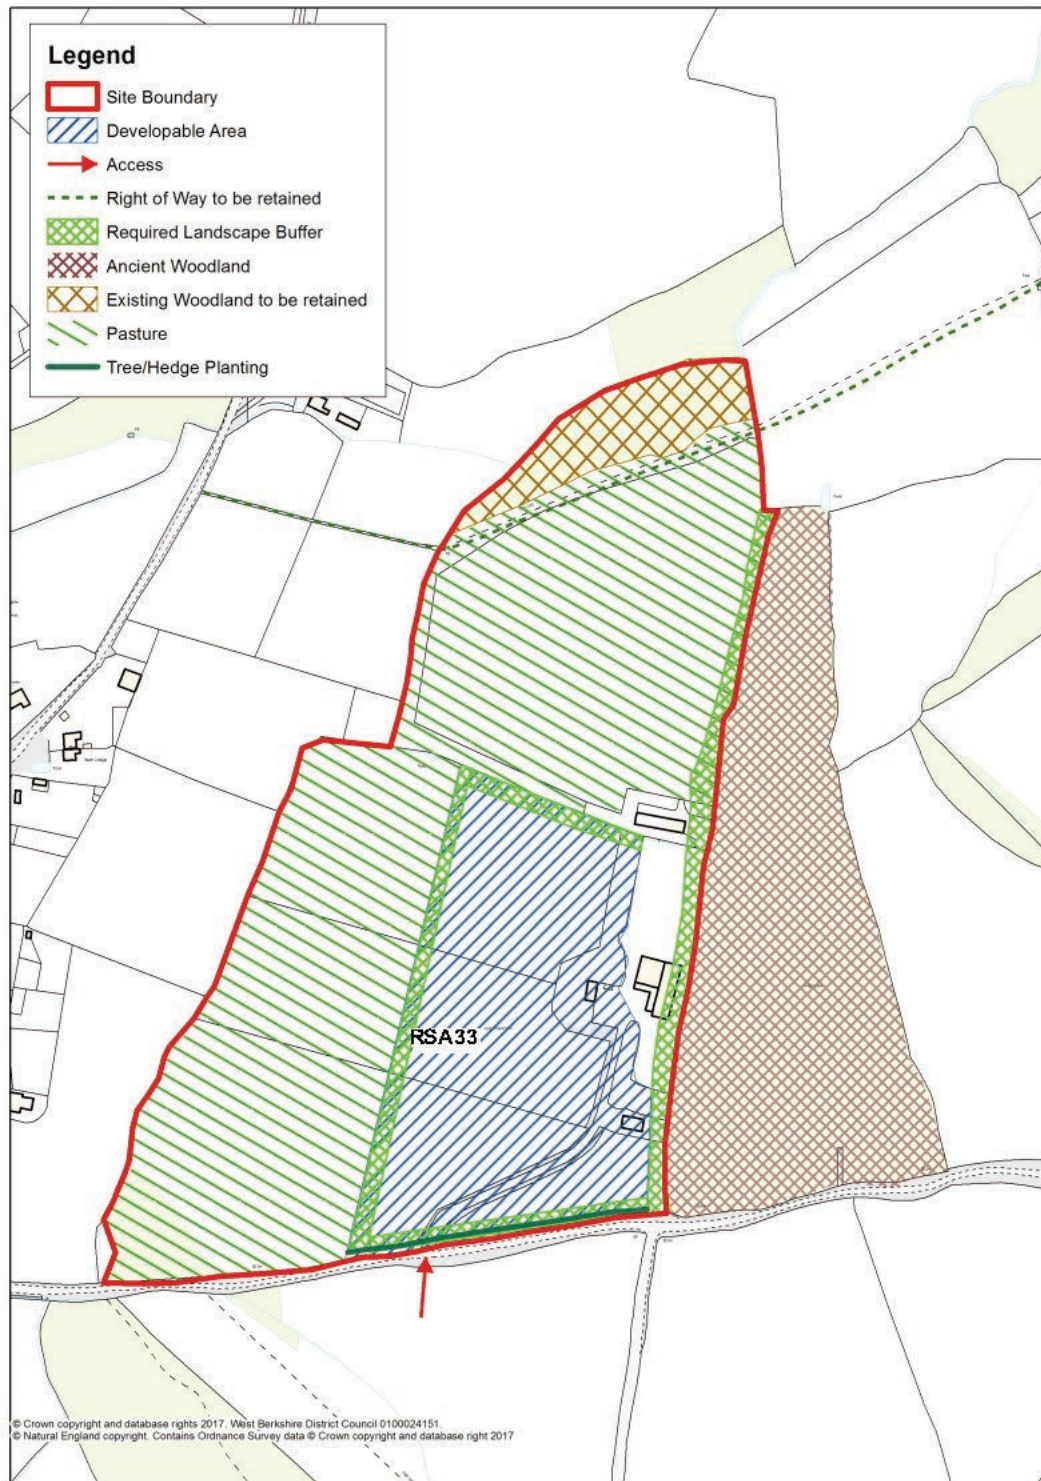 Legend
Site Boundary
Developable Area
Access
Right of Way to be retained
Required Landscape Buffer
Ancient Woodland
Existing Woodland to be retained
Pasture
Tree/Hedge Planting
RSA33
© Crown copyright and database rights 2017. West Berkshire District Council 0100024151.
© Natural England copyright. Contains Ordnance Survey data © Crown copyright and database right 2017